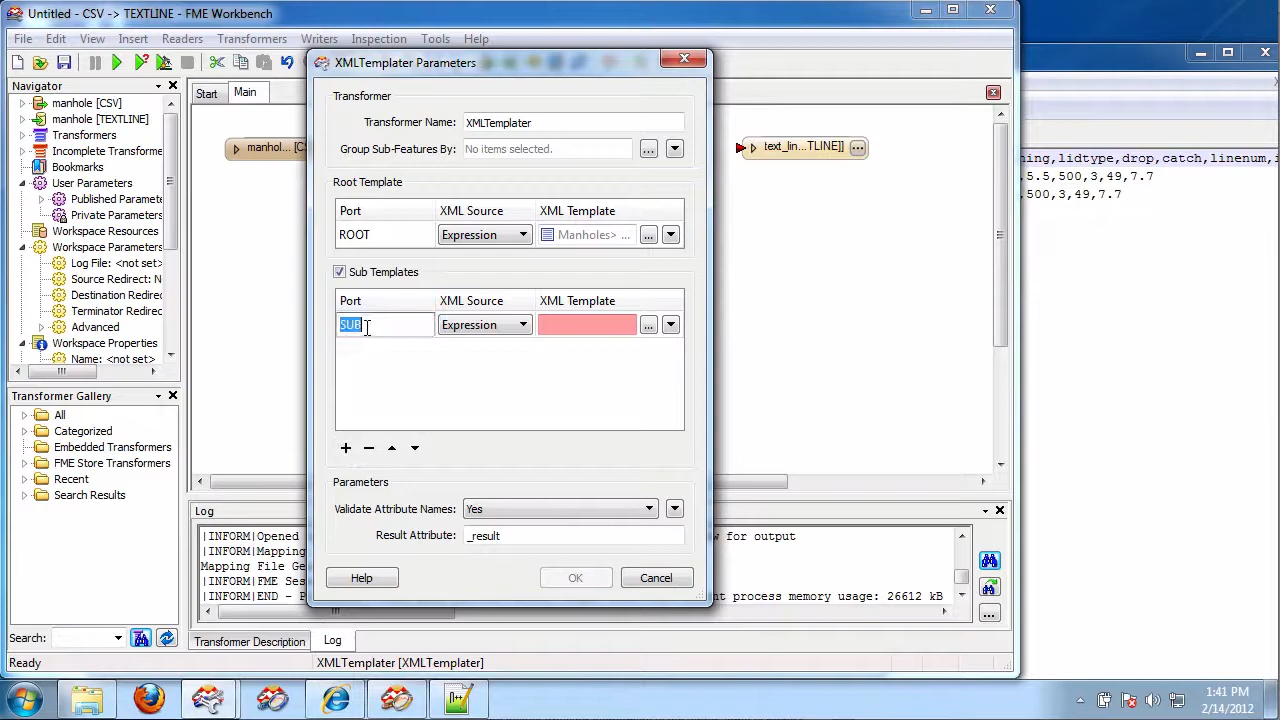 Untitled - CSV -> TEXTLINE - FME Workbench
File Edit View Insert Readers Transformers Writers Inspection Tools Help
Navigator
manhole [CSV]
manhole [TEXTLINE]
Transformers
Incomplete Transforme
Bookmarks
User Parameters
Published Paramete
Private Parameters
Workspace Resources
Workspace Parameters
Log File: <not set>
Source Redirect: N
Destination Redirec
Terminator Redirec
Advanced
Workspace Properties
Name: <not set>
Transformer Gallery
All
Categorized
Embedded Transformers
FME Store Transformers
Recent
Search Results
Search:
Start Main
manhol... [CS
text_lin...TLINE]]
XMLTemplater Parameters
Transformer
Transformer Name: XMLTemplater
Group Sub-Features By: No items selected.
Root Template
Port XML Source XML Template
ROOT Expression Manholes> ...
Sub Templates
Port XML Source XML Template
SUB Expression
Parameters
Validate Attribute Names: Yes
Result Attribute: _result
Help OK Cancel
ning,lidtype,drop,catch,linenum,i
,5.5,500,3,49,7.7
,500,3,49,7.7
Log
|INFORM|Opened
w for output
|INFORM|Mapping
Mapping File Ge
|INFORM|FME Ses
|INFORM|END - P
nt process memory usage: 26612 kB
Transformer Description Log
Ready
XMLTemplater [XMLTemplater]
1:41 PM
2/14/2012